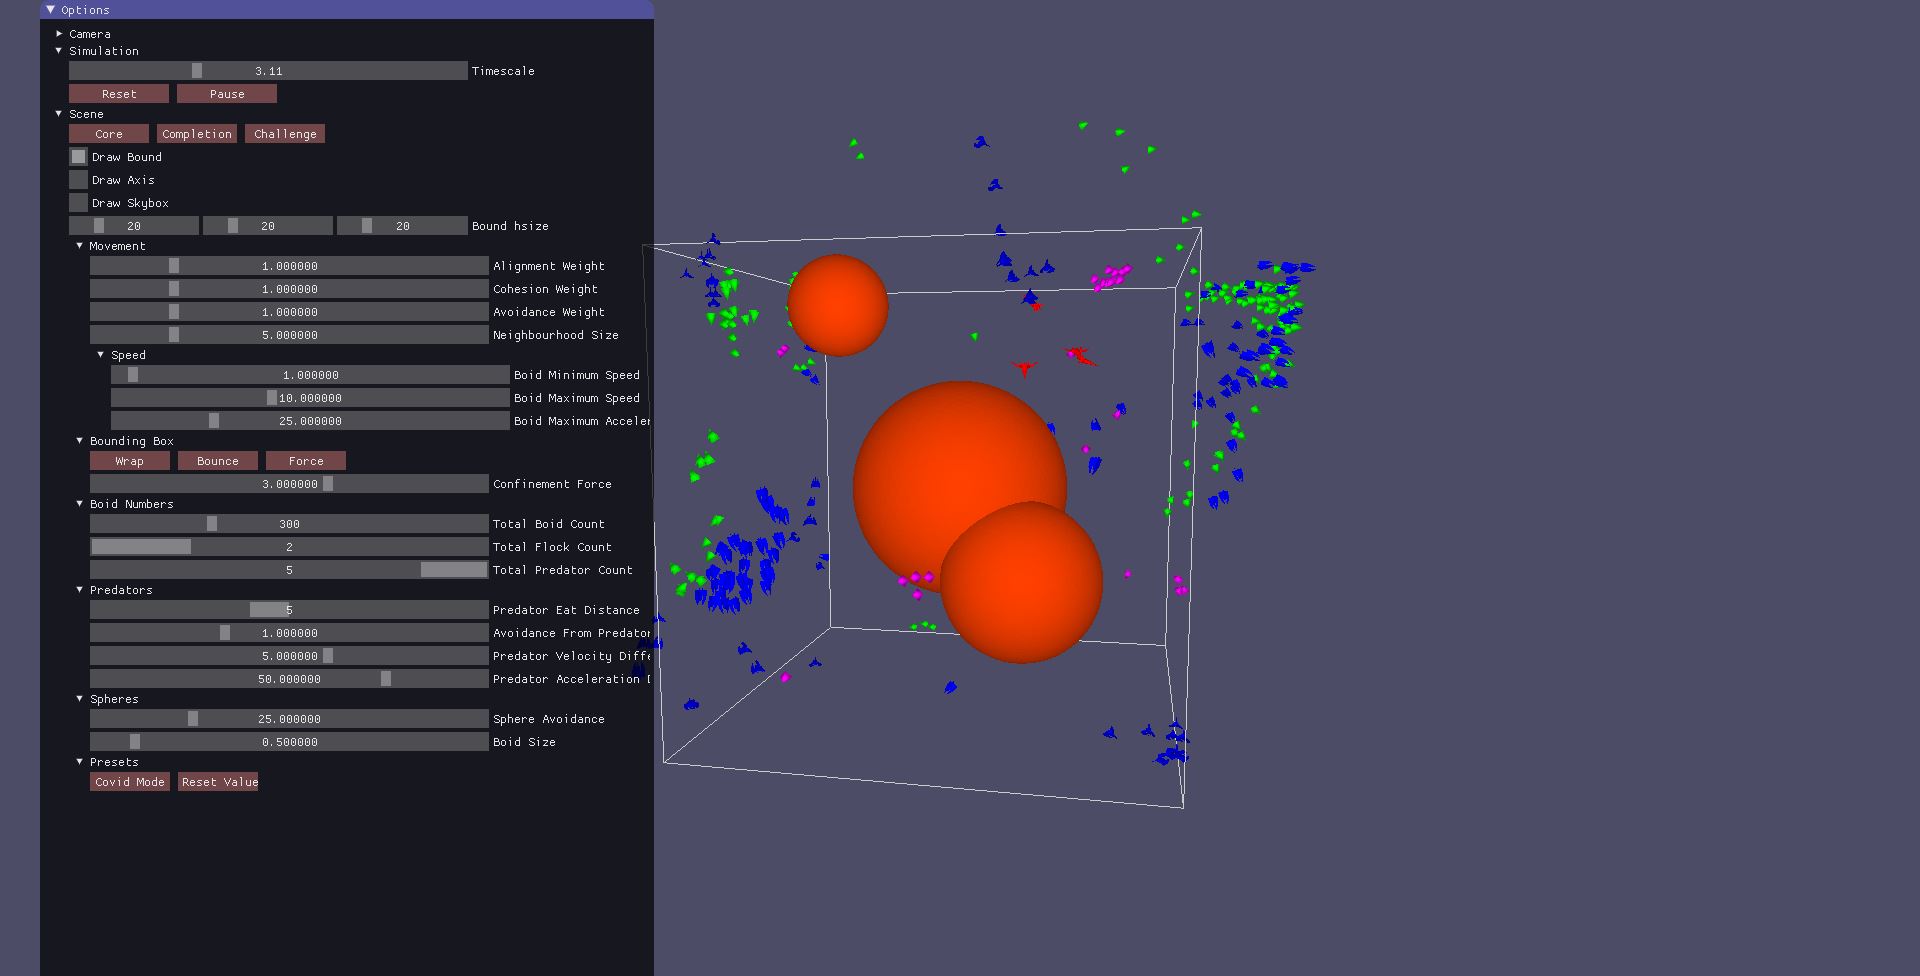 Options
Camera
Simulation
3.11 Timescale
Reset Pause
Scene
Core Completion Challenge
Draw Bound
Draw Axis
Draw Skybox
20 20 20 Bound hsize
Movement
1.000000 Alignment Weight
1.000000 Cohesion Weight
1.000000 Avoidance Weight
5.000000 Neighbourhood Size
Speed
1.000000 Boid Minimum Speed
10.000000 Boid Maximum Speed
25.000000 Boid Maximum Acceler
Bounding Box
Wrap Bounce Force
3.000000 Confinement Force
Boid Numbers
300 Total Boid Count
2 Total Flock Count
5 Total Predator Count
Predators
5 Predator Eat Distance
1.000000 Avoidance From Predator
5.000000 Predator Velocity Diffe
50.000000 Predator Acceleration
Spheres
25.000000 Sphere Avoidance
0.500000 Boid Size
Presets
Covid Mode Reset Value